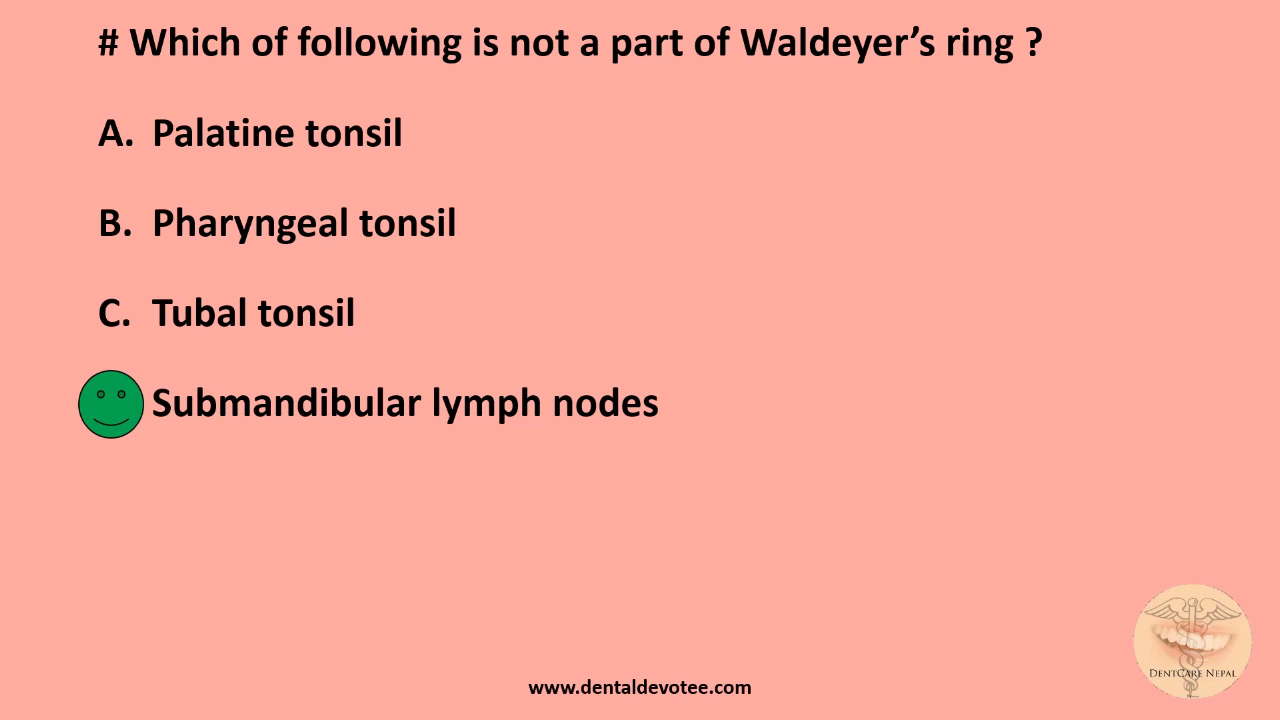 # Which of following is not a part of Waldeyer’s ring ?
A. Palatine tonsil
B. Pharyngeal tonsil
C. Tubal tonsil
Submandibular lymph nodes
DentCare Nepal
www.dentaldevotee.com